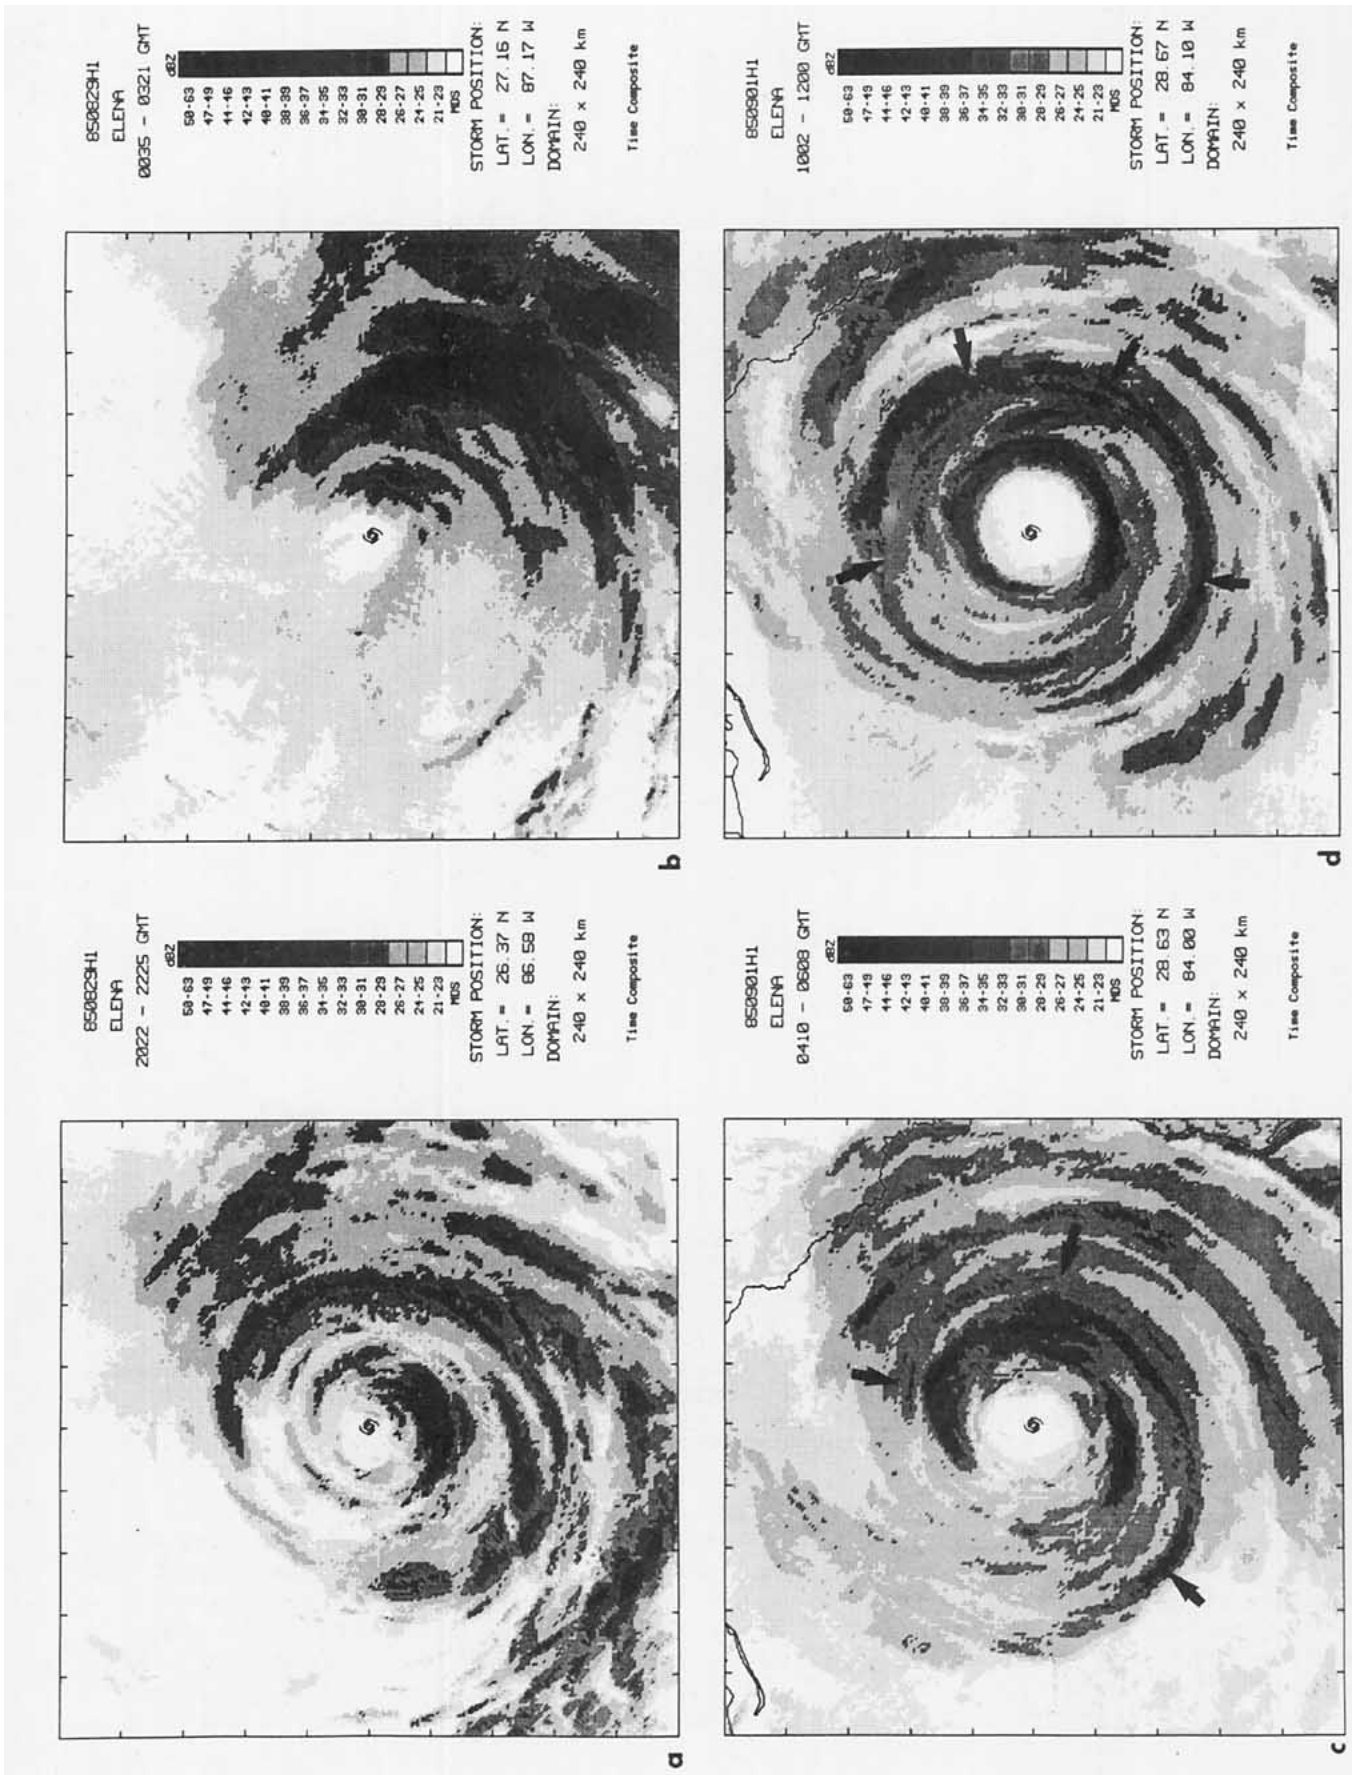 a
850829H1
ELENA
2022 - 2225 GMT
dBZ
50-63
47-49
44-46
42-43
40-41
38-39
36-37
34-35
32-33
30-31
28-29
26-27
24-25
21-23
MDS
STORM POSITION:
LAT. = 26.37 N
LON. = 86.58 W
DOMAIN:
240 x 240 km
Time Composite
b
850829H1
ELENA
0035 - 0321 GMT
dBZ
50-63
47-49
44-46
42-43
40-41
38-39
36-37
34-35
32-33
30-31
28-29
26-27
24-25
21-23
MDS
STORM POSITION:
LAT. = 27.16 N
LON. = 87.17 W
DOMAIN:
240 x 240 km
Time Composite
c
850901H1
ELENA
0410 - 0608 GMT
dBZ
50-63
47-49
44-46
42-43
40-41
38-39
36-37
34-35
32-33
30-31
28-29
26-27
24-25
21-23
MDS
STORM POSITION:
LAT. = 28.63 N
LON. = 84.00 W
DOMAIN:
240 x 240 km
Time Composite
d
850901H1
ELENA
1002 - 1200 GMT
dBZ
50-63
47-49
44-46
42-43
40-41
38-39
36-37
34-35
32-33
30-31
28-29
26-27
24-25
21-23
MDS
STORM POSITION:
LAT. = 28.67 N
LON. = 84.10 W
DOMAIN:
240 x 240 km
Time Composite